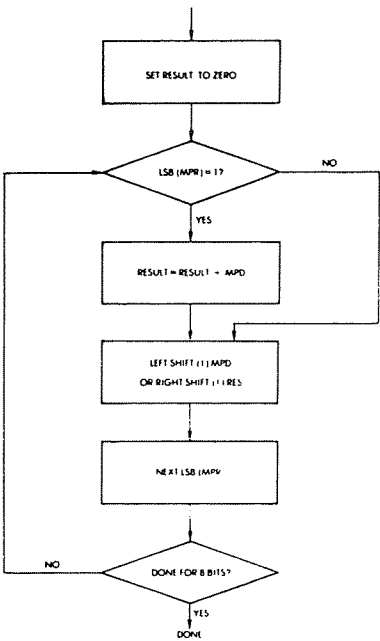 SET RESULT TO ZERO
LSB (MPR) = 1?
NO
YES
RESULT = RESULT + MPD
LEFT SHIFT (1) MPD
OR RIGHT SHIFT (1) RES
NEXT LSB (MPR
NO
DONE FOR 8 BITS?
YES
DONE